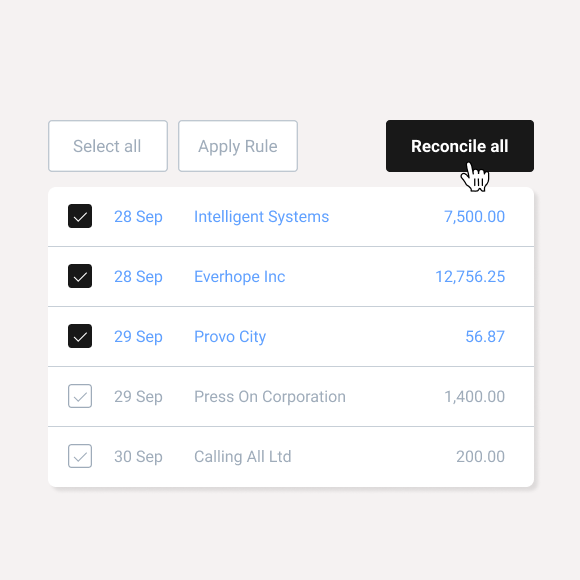 Select all Apply Rule Reconcile all
28 Sep Intelligent Systems 7,500.00
28 Sep Everhope Inc 12,756.25
29 Sep Provo City 56.87
29 Sep Press On Corporation 1,400.00
30 Sep Calling All Ltd 200.00